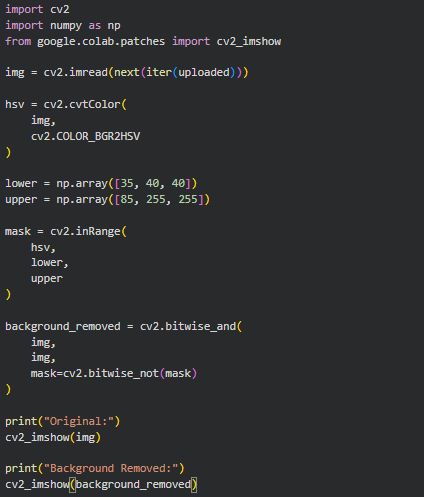 import cv2
import numpy as np
from google.colab.patches import cv2_imshow

img = cv2.imread(next(iter(uploaded)))

hsv = cv2.cvtColor(
    img,
    cv2.COLOR_BGR2HSV
)

lower = np.array([35, 40, 40])
upper = np.array([85, 255, 255])

mask = cv2.inRange(
    hsv,
    lower,
    upper
)

background_removed = cv2.bitwise_and(
    img,
    img,
    mask=cv2.bitwise_not(mask)
)

print("Original:")
cv2_imshow(img)

print("Background Removed:")
cv2_imshow(background_removed)